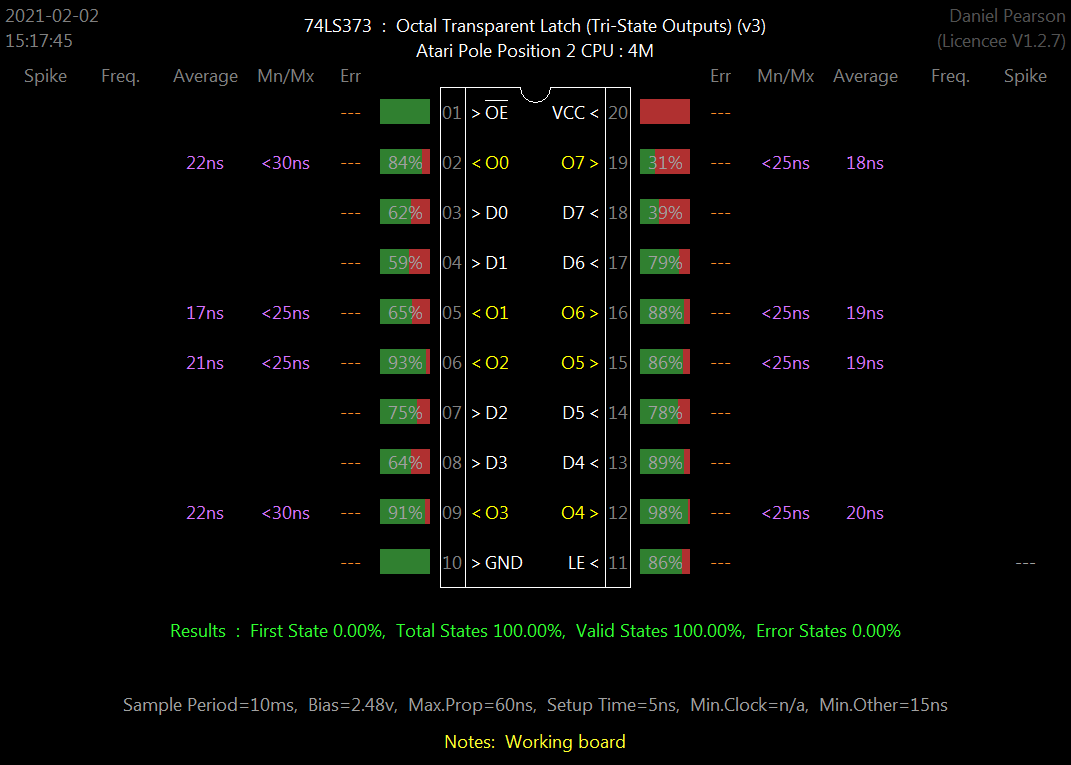 2021-02-02 74LS373 : Octal Transparent Latch (Tri-State Outputs) (v3) Daniel Pearson
15:17:45 Atari Pole Position 2 CPU : 4M (Licencee V1.2.7)
Spike Freq. Average Mn/Mx Err Err Mn/Mx Average Freq. Spike
--- 01 > OE VCC < 20 ---
22ns <30ns --- 84% 02 < O0 O7 > 19 31% --- <25ns 18ns
--- 62% 03 > D0 D7 < 18 39% ---
--- 59% 04 > D1 D6 < 17 79% ---
17ns <25ns --- 65% 05 < O1 O6 > 16 88% --- <25ns 19ns
21ns <25ns --- 93% 06 < O2 O5 > 15 86% --- <25ns 19ns
--- 75% 07 > D2 D5 < 14 78% ---
--- 64% 08 > D3 D4 < 13 89% ---
22ns <30ns --- 91% 09 < O3 O4 > 12 98% --- <25ns 20ns
--- 10 > GND LE < 11 86% --- ---
Results : First State 0.00%, Total States 100.00%, Valid States 100.00%, Error States 0.00%
Sample Period=10ms, Bias=2.48v, Max.Prop=60ns, Setup Time=5ns, Min.Clock=n/a, Min.Other=15ns
Notes: Working board